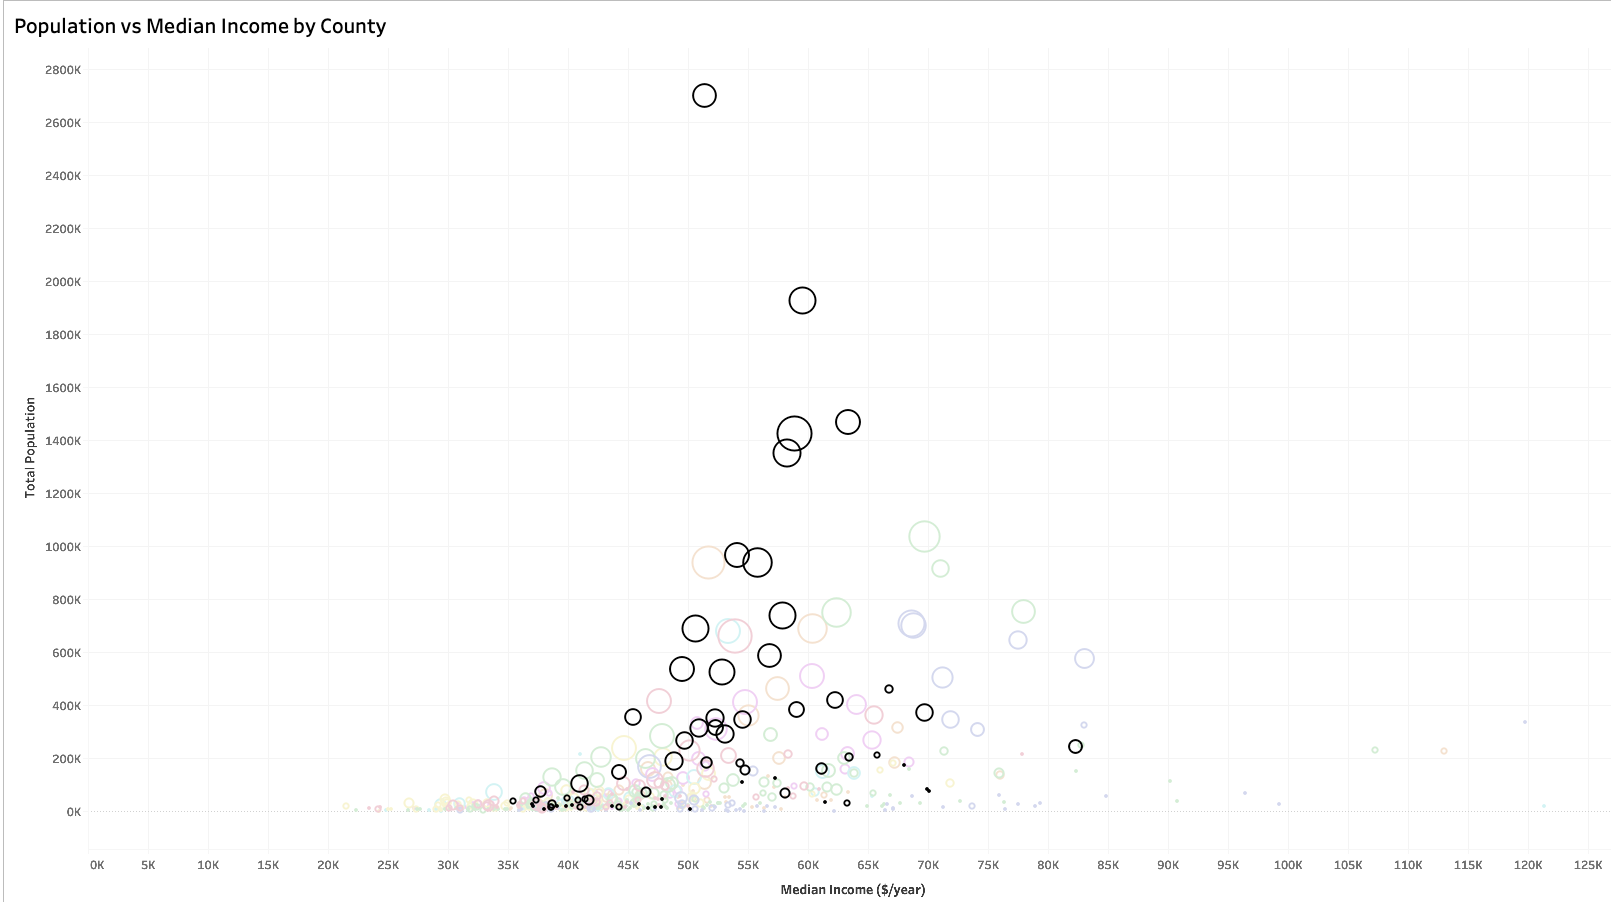 Population vs Median Income by County
2800K
2600K
2400K
2200K
2000K
1800K
1600K
1400K
1200K
1000K
800K
600K
400K
200K
0K
Total Population
0K 5K 10K 15K 20K 25K 30K 35K 40K 45K 50K 55K 60K 65K 70K 75K 80K 85K 90K 95K 100K 105K 110K 115K 120K 125K
Median Income ($/year)